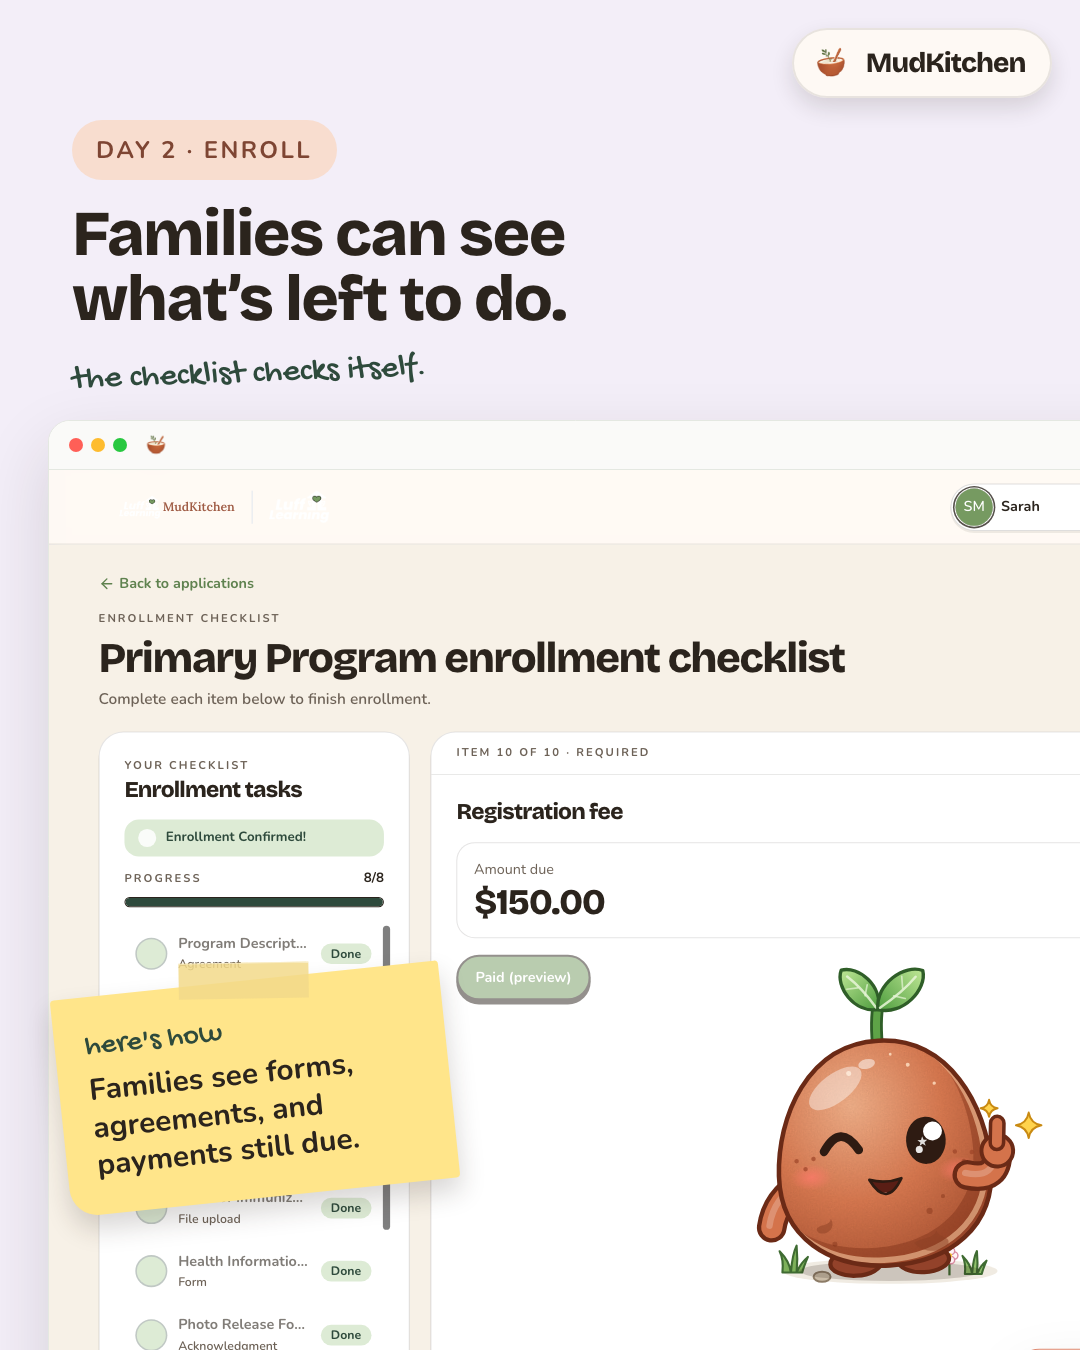 MudKitchen
DAY 2 · ENROLL
Families can see
what's left to do.
the checklist checks itself.
MudKitchen
SM
Sarah
← Back to applications
ENROLLMENT CHECKLIST
Primary Program enrollment checklist
Complete each item below to finish enrollment.
YOUR CHECKLIST
Enrollment tasks
Enrollment Confirmed!
PROGRESS
8/8
Program Descript...
Agreement
Done
ITEM 10 OF 10 · REQUIRED
Registration fee
Amount due
$150.00
Paid (preview)
here's how
Families see forms,
agreements, and
payments still due.
File upload
Done
Health Informatio...
Form
Done
Photo Release Fo...
Acknowledgment
Done